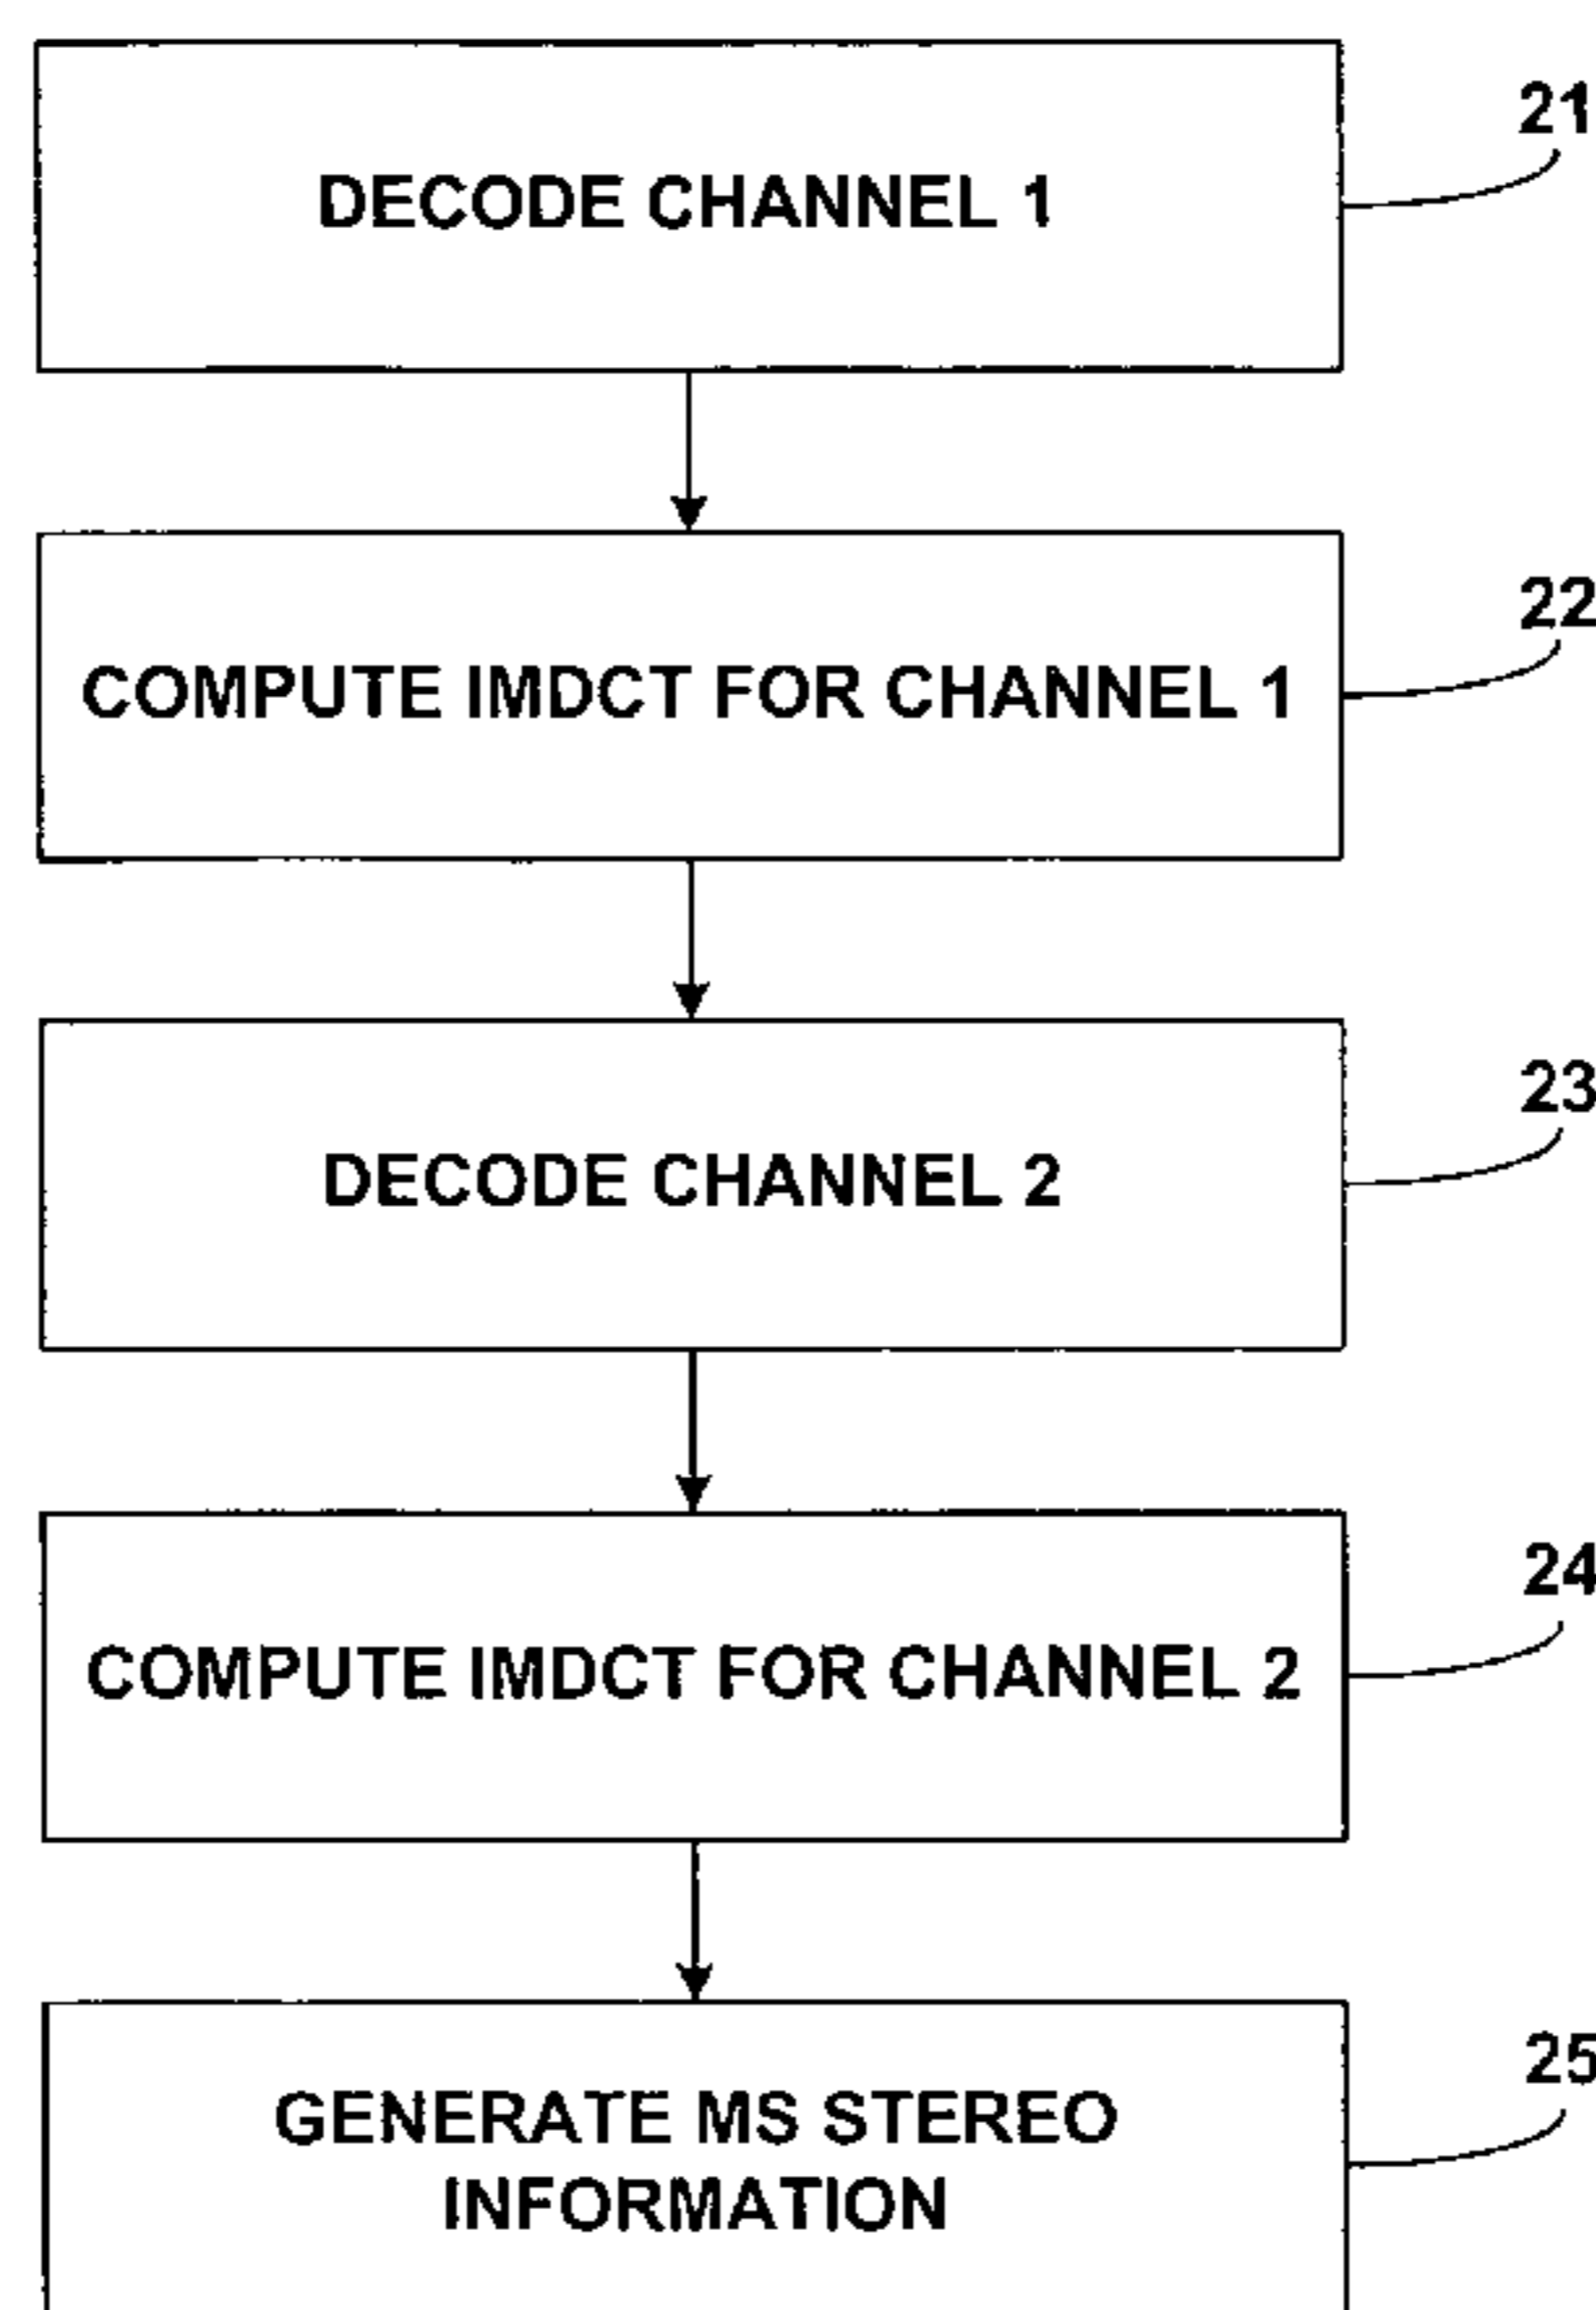 21
DECODE CHANNEL 1
22
COMPUTE IMDCT FOR CHANNEL 1
23
DECODE CHANNEL 2
24
COMPUTE IMDCT FOR CHANNEL 2
25
GENERATE MS STEREO
INFORMATION